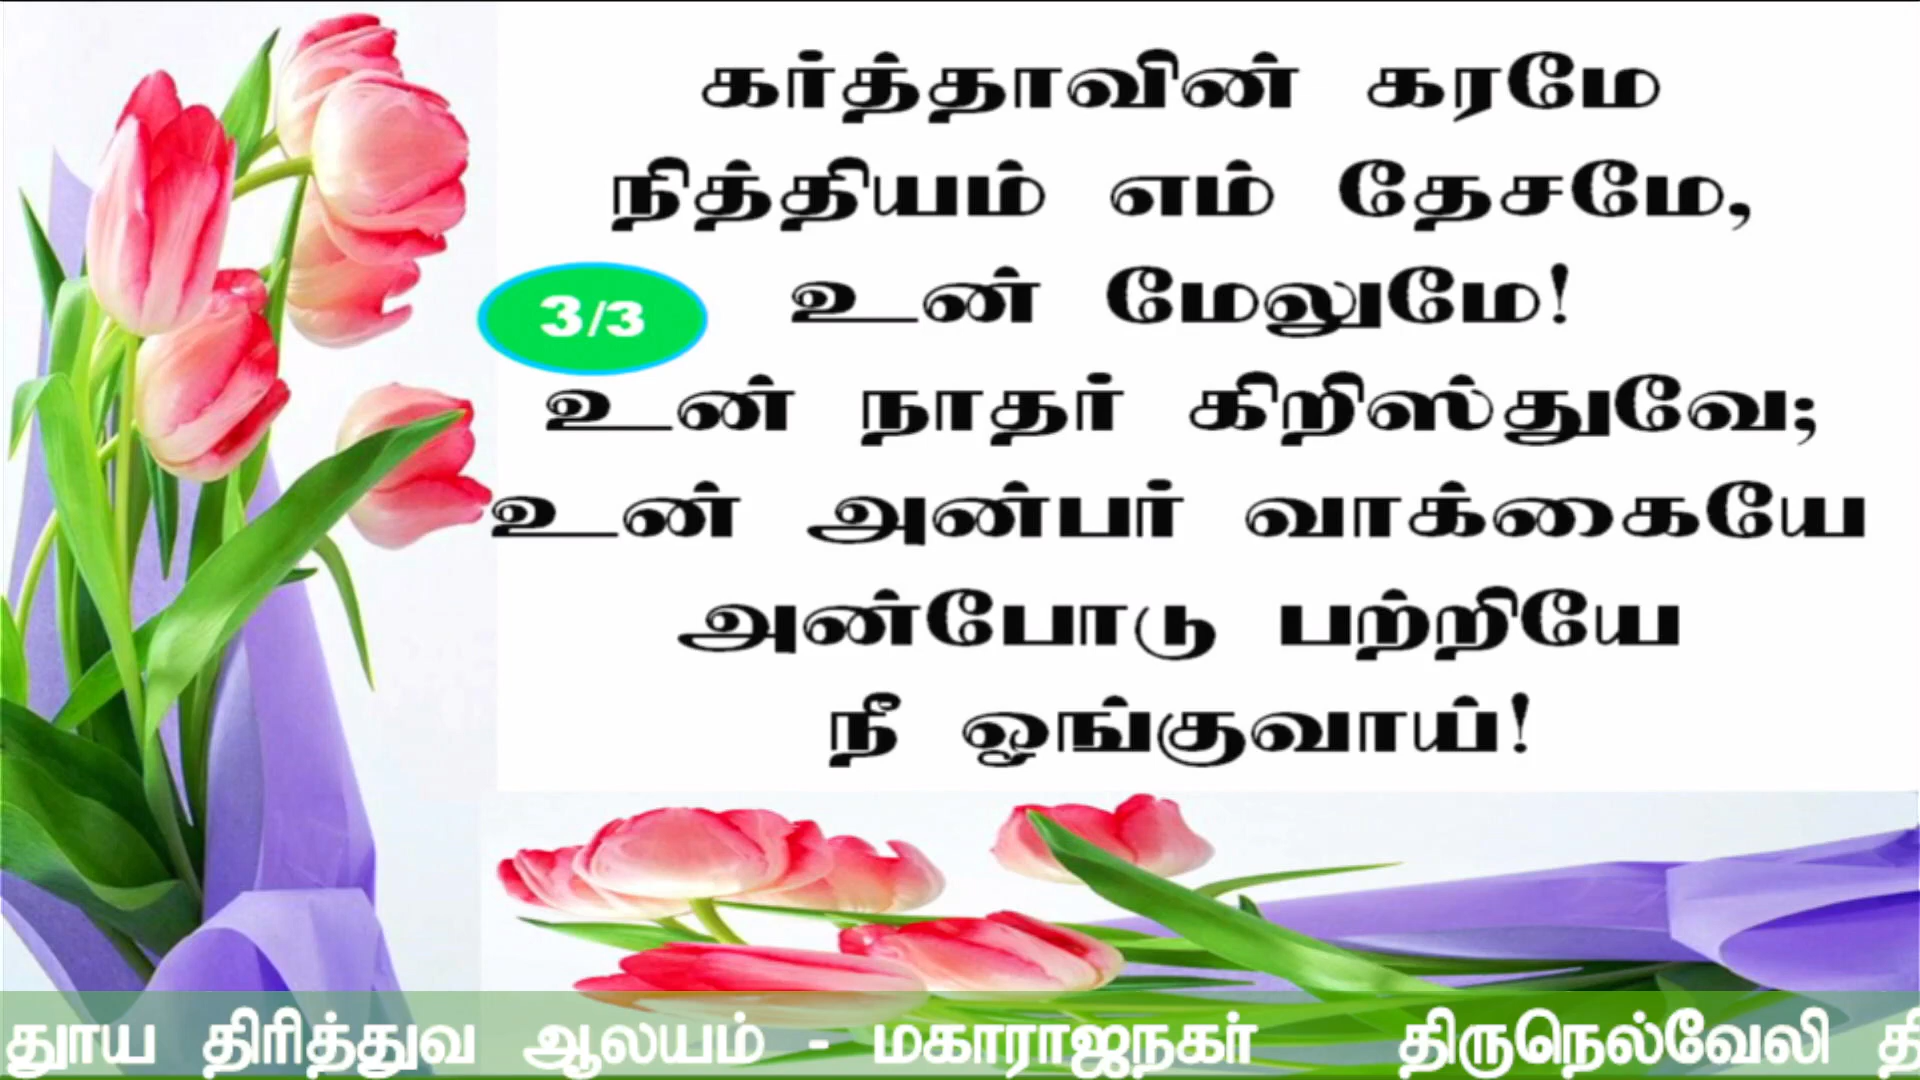 கர்த்தாவின் கரமே
நித்தியம் எம் தேசமே,
உன் மேலுமே!
3/3
உன் நாதர் கிறிஸ்துவே;
உன் அன்பர் வாக்கையே
அன்போடு பற்றியே
நீ ஓங்குவாய்!
தூய திரித்துவ ஆலயம் - மகாராஜநகர் திருநெல்வேலி தி